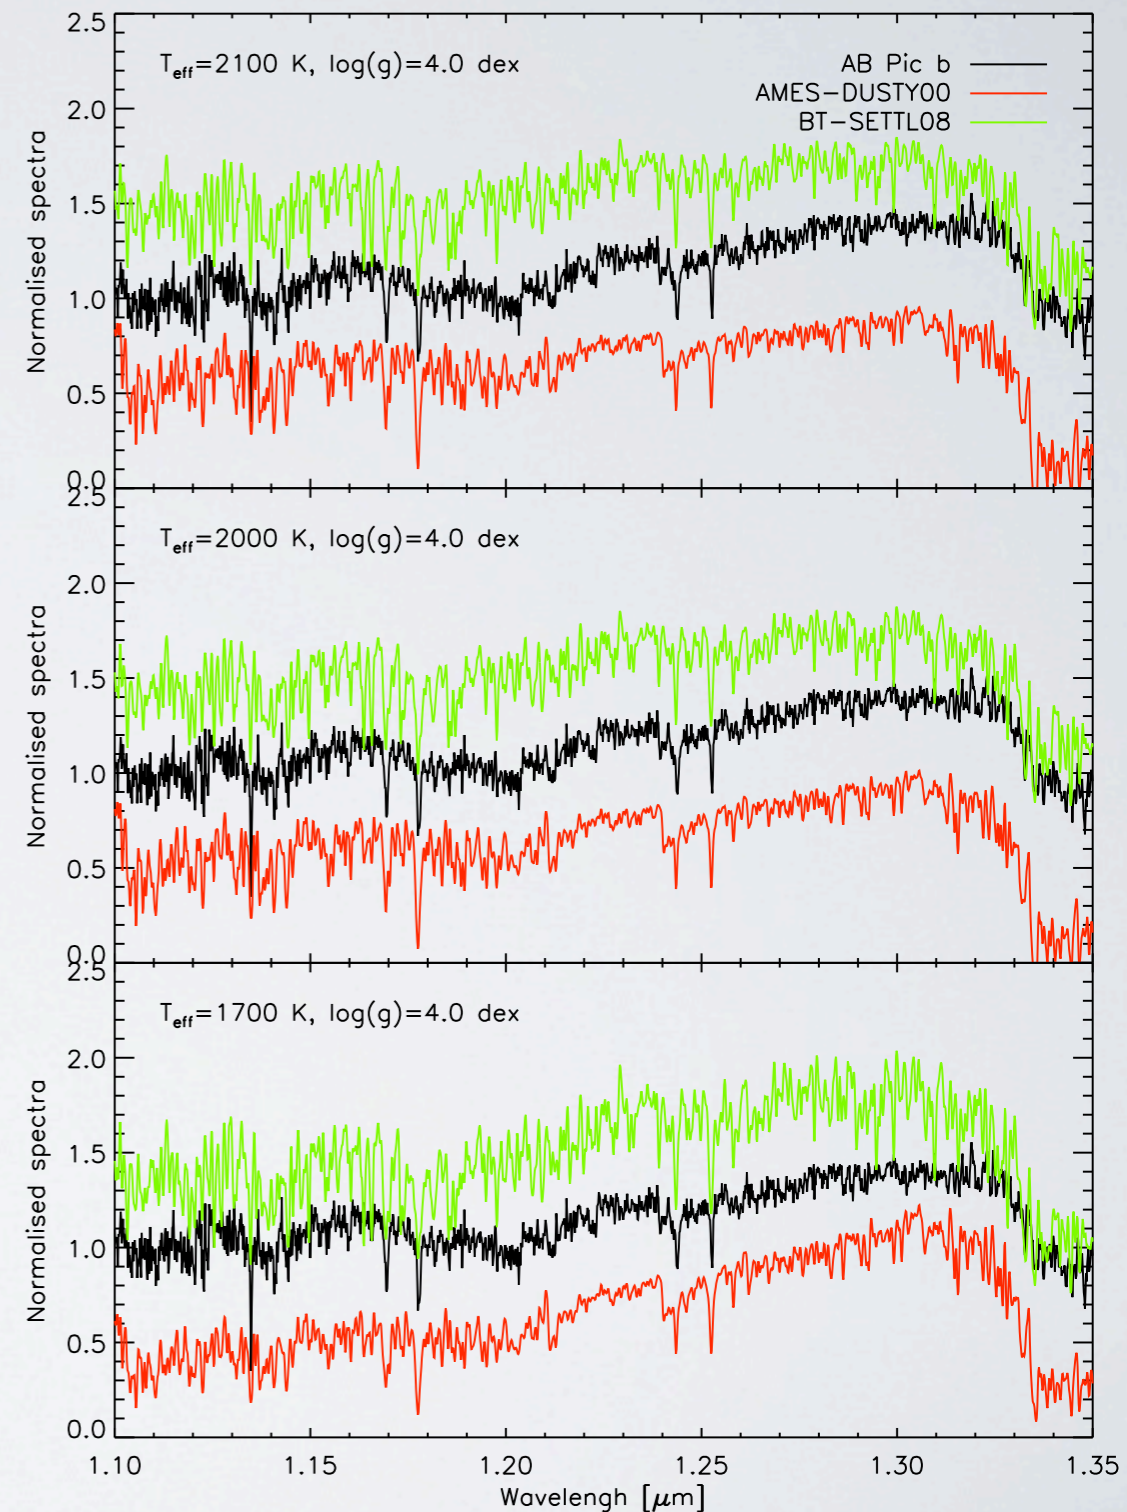 2.5
T_eff=2100 K, log(g)=4.0 dex
AB Pic b
AMES-DUSTY00
BT-SETTL08
2.0
1.5
1.0
0.5
0.0
Normalised spectra
2.5
T_eff=2000 K, log(g)=4.0 dex
2.0
1.5
1.0
0.5
0.0
Normalised spectra
2.5
T_eff=1700 K, log(g)=4.0 dex
2.0
1.5
1.0
0.5
0.0
Normalised spectra
1.10 1.15 1.20 1.25 1.30 1.35
Wavelengh [μm]